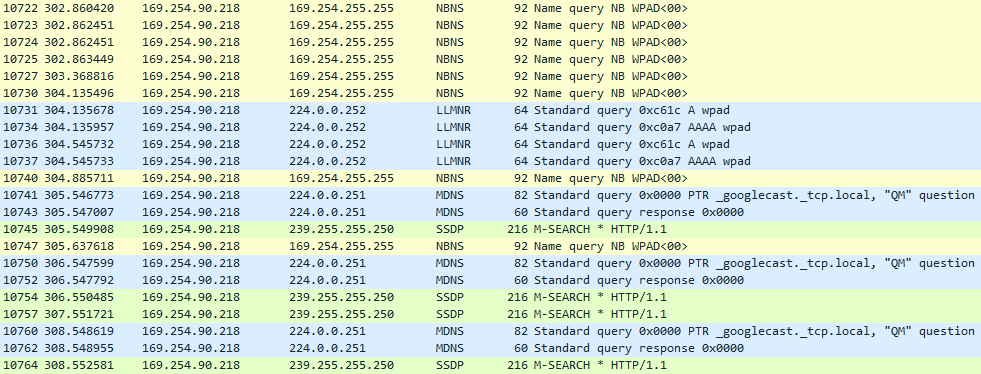 10722 302.860420 169.254.90.218 169.254.255.255 NBNS 92 Name query NB WPAD<00>
10723 302.862451 169.254.90.218 169.254.255.255 NBNS 92 Name query NB WPAD<00>
10724 302.862451 169.254.90.218 169.254.255.255 NBNS 92 Name query NB WPAD<00>
10725 302.863449 169.254.90.218 169.254.255.255 NBNS 92 Name query NB WPAD<00>
10727 303.368816 169.254.90.218 169.254.255.255 NBNS 92 Name query NB WPAD<00>
10730 304.135496 169.254.90.218 169.254.255.255 NBNS 92 Name query NB WPAD<00>
10731 304.135678 169.254.90.218 224.0.0.252 LLMNR 64 Standard query 0xc61c A wpad
10734 304.135957 169.254.90.218 224.0.0.252 LLMNR 64 Standard query 0xc0a7 AAAA wpad
10736 304.545732 169.254.90.218 224.0.0.252 LLMNR 64 Standard query 0xc61c A wpad
10737 304.545733 169.254.90.218 224.0.0.252 LLMNR 64 Standard query 0xc0a7 AAAA wpad
10740 304.885711 169.254.90.218 169.254.255.255 NBNS 92 Name query NB WPAD<00>
10741 305.546773 169.254.90.218 224.0.0.251 MDNS 82 Standard query 0x0000 PTR _googlecast._tcp.local, "QM" question
10743 305.547007 169.254.90.218 224.0.0.251 MDNS 60 Standard query response 0x0000
10745 305.549908 169.254.90.218 239.255.255.250 SSDP 216 M-SEARCH * HTTP/1.1
10747 305.637618 169.254.90.218 169.254.255.255 NBNS 92 Name query NB WPAD<00>
10750 306.547599 169.254.90.218 224.0.0.251 MDNS 82 Standard query 0x0000 PTR _googlecast._tcp.local, "QM" question
10752 306.547792 169.254.90.218 224.0.0.251 MDNS 60 Standard query response 0x0000
10754 306.550485 169.254.90.218 239.255.255.250 SSDP 216 M-SEARCH * HTTP/1.1
10757 307.551721 169.254.90.218 239.255.255.250 SSDP 216 M-SEARCH * HTTP/1.1
10760 308.548619 169.254.90.218 224.0.0.251 MDNS 82 Standard query 0x0000 PTR _googlecast._tcp.local, "QM" question
10762 308.548955 169.254.90.218 224.0.0.251 MDNS 60 Standard query response 0x0000
10764 308.552581 169.254.90.218 239.255.255.250 SSDP 216 M-SEARCH * HTTP/1.1